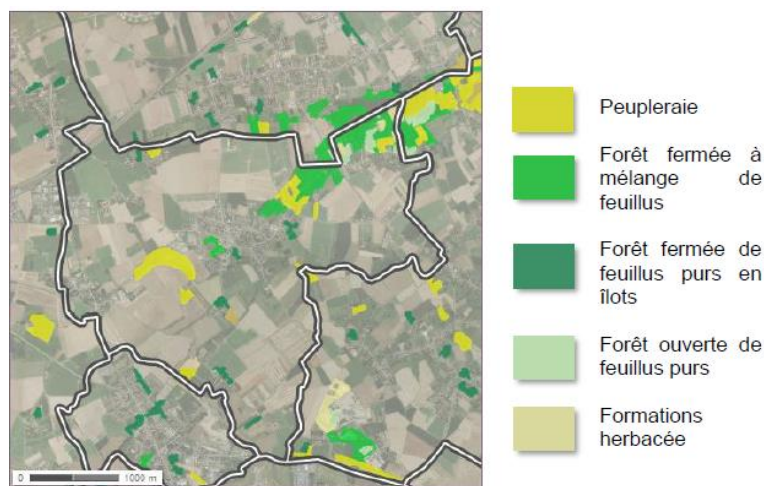 Peupleraie
Forêt fermée à
mélange de
feuillus
Forêt fermée de
feuillus purs en
îlots
Forêt ouverte de
feuillus purs
Formations
herbacée
0 1000 m